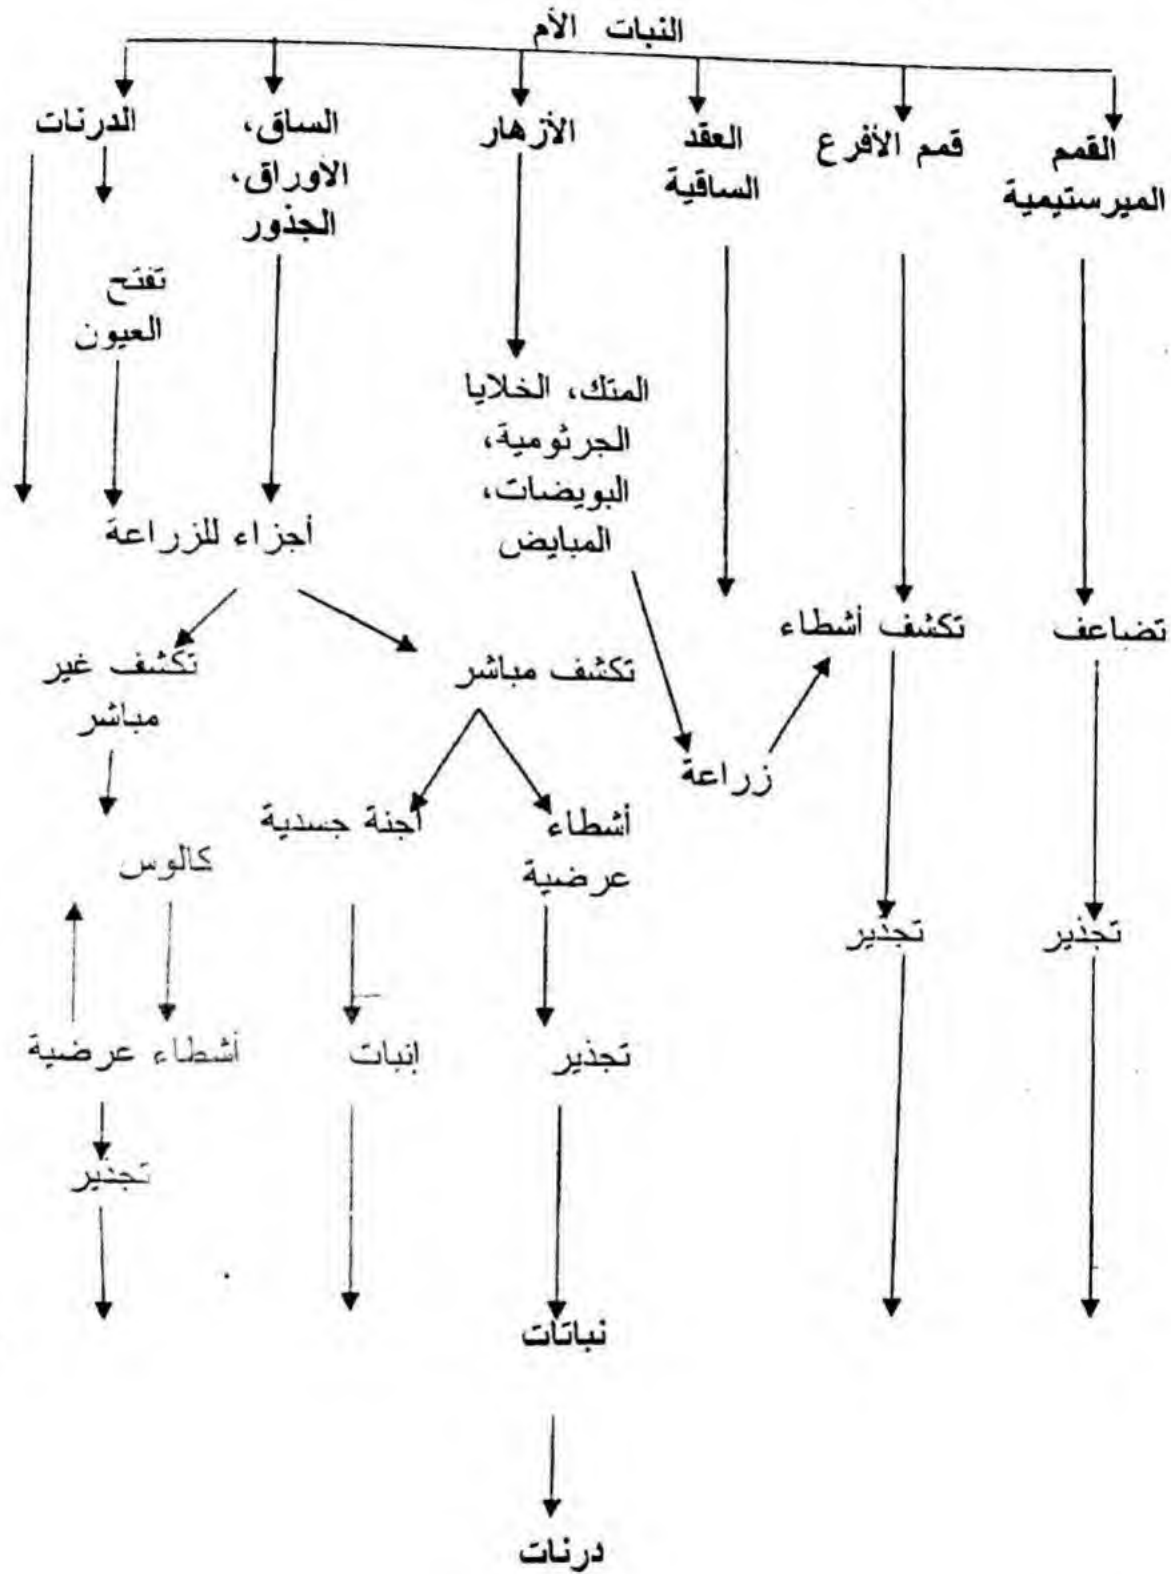 النبات الأم
القمم
الميرستيمية
قمم الأفرع
العقد
الساقية
الأزهار
الساق،
الأوراق،
الجذور
الدرنات
تفتح
العيون
المتك، الخلايا
الجرثومية،
البويضات،
المبايض
أجزاء للزراعة
تضاعف
تكشف أشطاء
تكشف مباشر
تكشف غير
مباشر
زراعة
أشطاء
عرضية
أجنة جسدية
كالوس
تجذير
تجذير
تجذير
إنبات
أشطاء عرضية
تجذير
نباتات
درنات